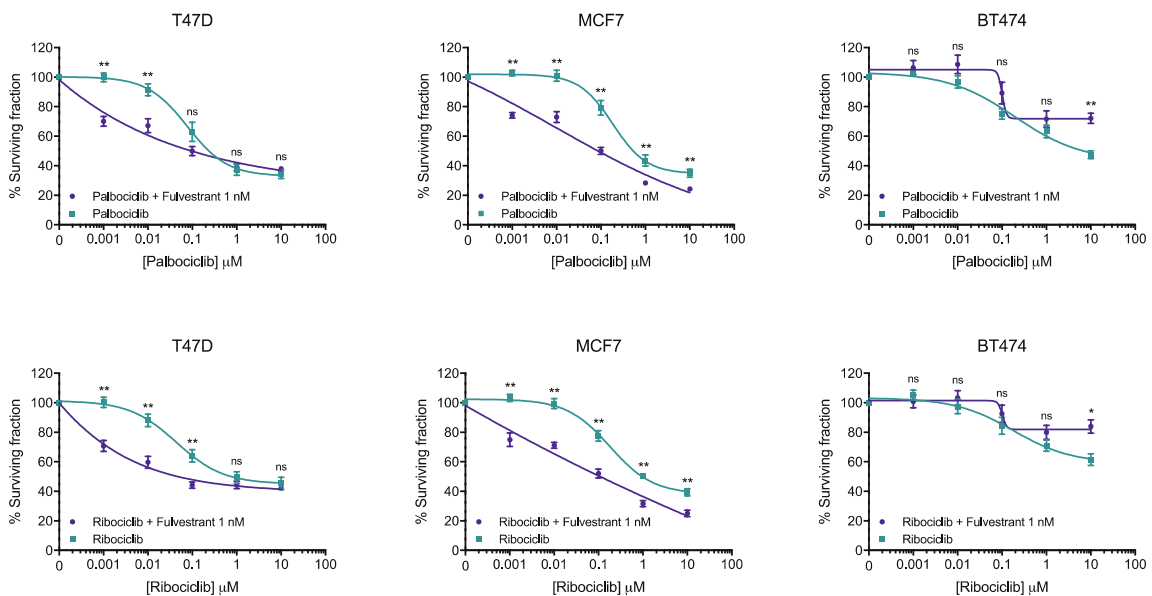 T47D
% Surviving fraction
120
100
80
60
40
20
0
** ** ns ns ns
Palbociclib + Fulvestrant 1 nM
Palbociclib
0 0.001 0.01 0.1 1 10 100
[Palbociclib] μM
MCF7
% Surviving fraction
120
100
80
60
40
20
0
** ** ** ** **
Palbociclib + Fulvestrant 1 nM
Palbociclib
0 0.001 0.01 0.1 1 10 100
[Palbociclib] μM
BT474
% Surviving fraction
120
100
80
60
40
20
0
ns ns ns ns **
Palbociclib + Fulvestrant 1 nM
Palbociclib
0 0.001 0.01 0.1 1 10 100
[Palbociclib] μM
T47D
% Surviving fraction
120
100
80
60
40
20
0
** ** ** ns ns
Ribociclib + Fulvestrant 1 nM
Ribociclib
0 0.001 0.01 0.1 1 10 100
[Ribociclib] μM
MCF7
% Surviving fraction
120
100
80
60
40
20
0
** ** ** ** **
Ribociclib + Fulvestrant 1 nM
Ribociclib
0 0.001 0.01 0.1 1 10 100
[Ribociclib] μM
BT474
% Surviving fraction
120
100
80
60
40
20
0
ns ns ns ns *
Ribociclib + Fulvestrant 1 nM
Ribociclib
0 0.001 0.01 0.1 1 10 100
[Ribociclib] μM